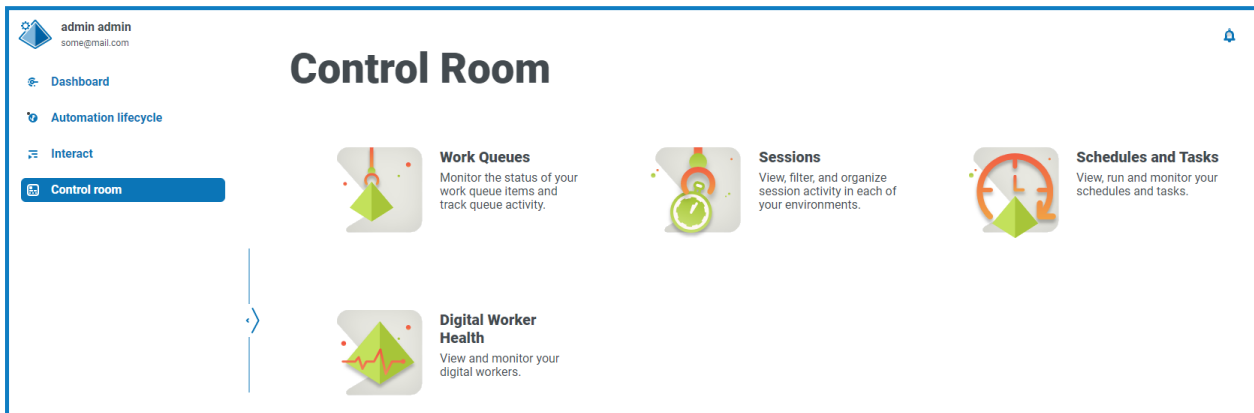 admin admin
some@mail.com
Dashboard
Automation lifecycle
Interact
Control room
Control Room
Work Queues
Monitor the status of your
work queue items and
track queue activity.
Sessions
View, filter, and organize
session activity in each of
your environments.
Schedules and Tasks
View, run and monitor your
schedules and tasks.
Digital Worker
Health
View and monitor your
digital workers.